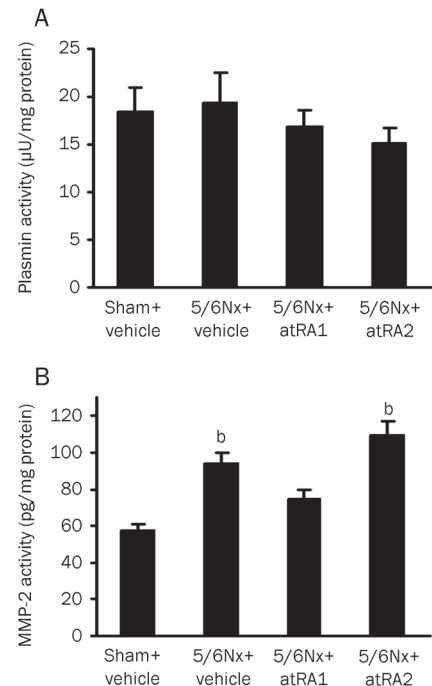 A
Plasmin activity (μU/mg protein)
25
20
15
10
5
0
Sham+ 5/6Nx+ 5/6Nx+ 5/6Nx+
vehicle vehicle atRA1 atRA2
B
MMP-2 activity (pg/mg protein)
120
100
80
60
40
20
0
b
b
Sham+ 5/6Nx+ 5/6Nx+ 5/6Nx+
vehicle vehicle atRA1 atRA2